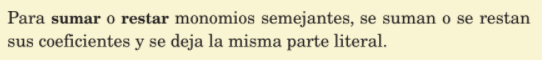 Para sumar o restar monomios semejantes, se suman o se restan
sus coeficientes y se deja la misma parte literal.